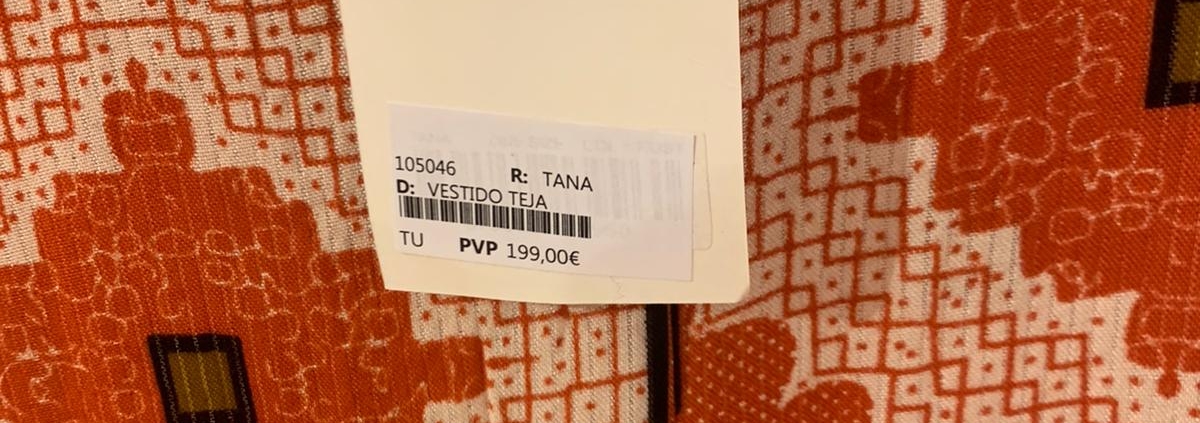 105046 R: TANA
D: VESTIDO TEJA
TU PVP 199,00€